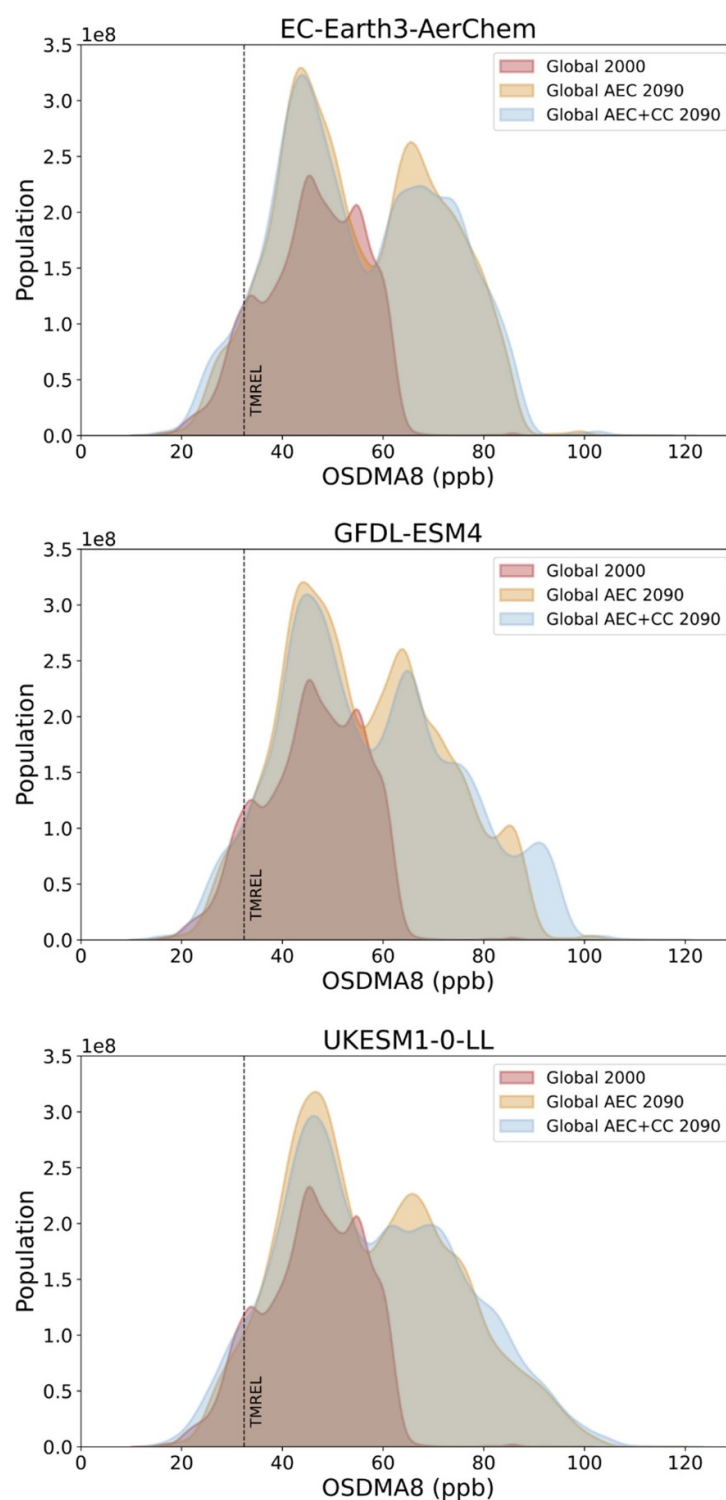 EC-Earth3-AerChem
1e8
3.5
3.0
2.5
2.0
1.5
1.0
0.5
0.0
Population
Global 2000
Global AEC 2090
Global AEC+CC 2090
TMREL
0 20 40 60 80 100 120
OSDMA8 (ppb)
GFDL-ESM4
1e8
3.5
3.0
2.5
2.0
1.5
1.0
0.5
0.0
Population
Global 2000
Global AEC 2090
Global AEC+CC 2090
TMREL
0 20 40 60 80 100 120
OSDMA8 (ppb)
UKESM1-0-LL
1e8
3.5
3.0
2.5
2.0
1.5
1.0
0.5
0.0
Population
Global 2000
Global AEC 2090
Global AEC+CC 2090
TMREL
0 20 40 60 80 100 120
OSDMA8 (ppb)